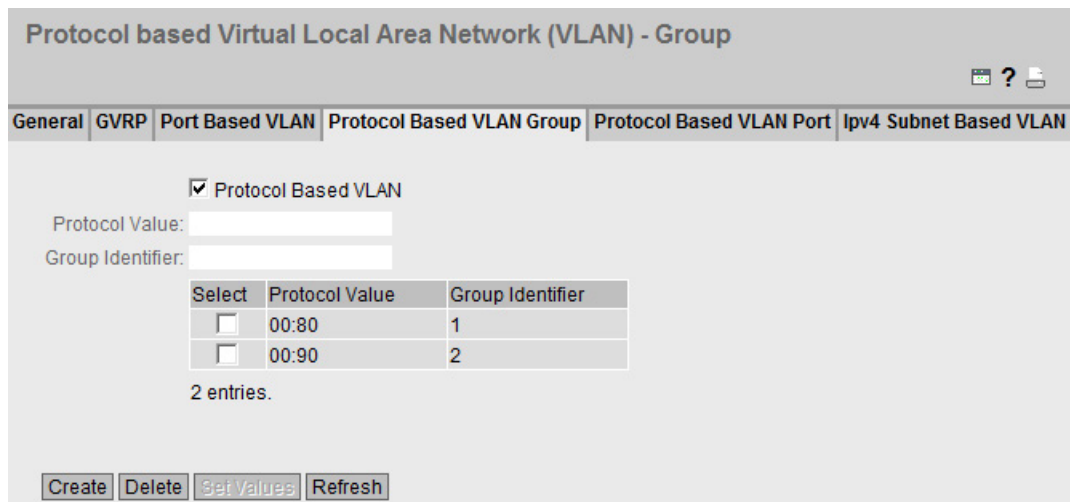 Protocol based Virtual Local Area Network (VLAN) - Group
?
General GVRP Port Based VLAN Protocol Based VLAN Group Protocol Based VLAN Port Ipv4 Subnet Based VLAN
Protocol Based VLAN
Protocol Value:
Group Identifier:
Select Protocol Value Group Identifier
00:80 1
00:90 2
2 entries.
Create Delete Set Values Refresh